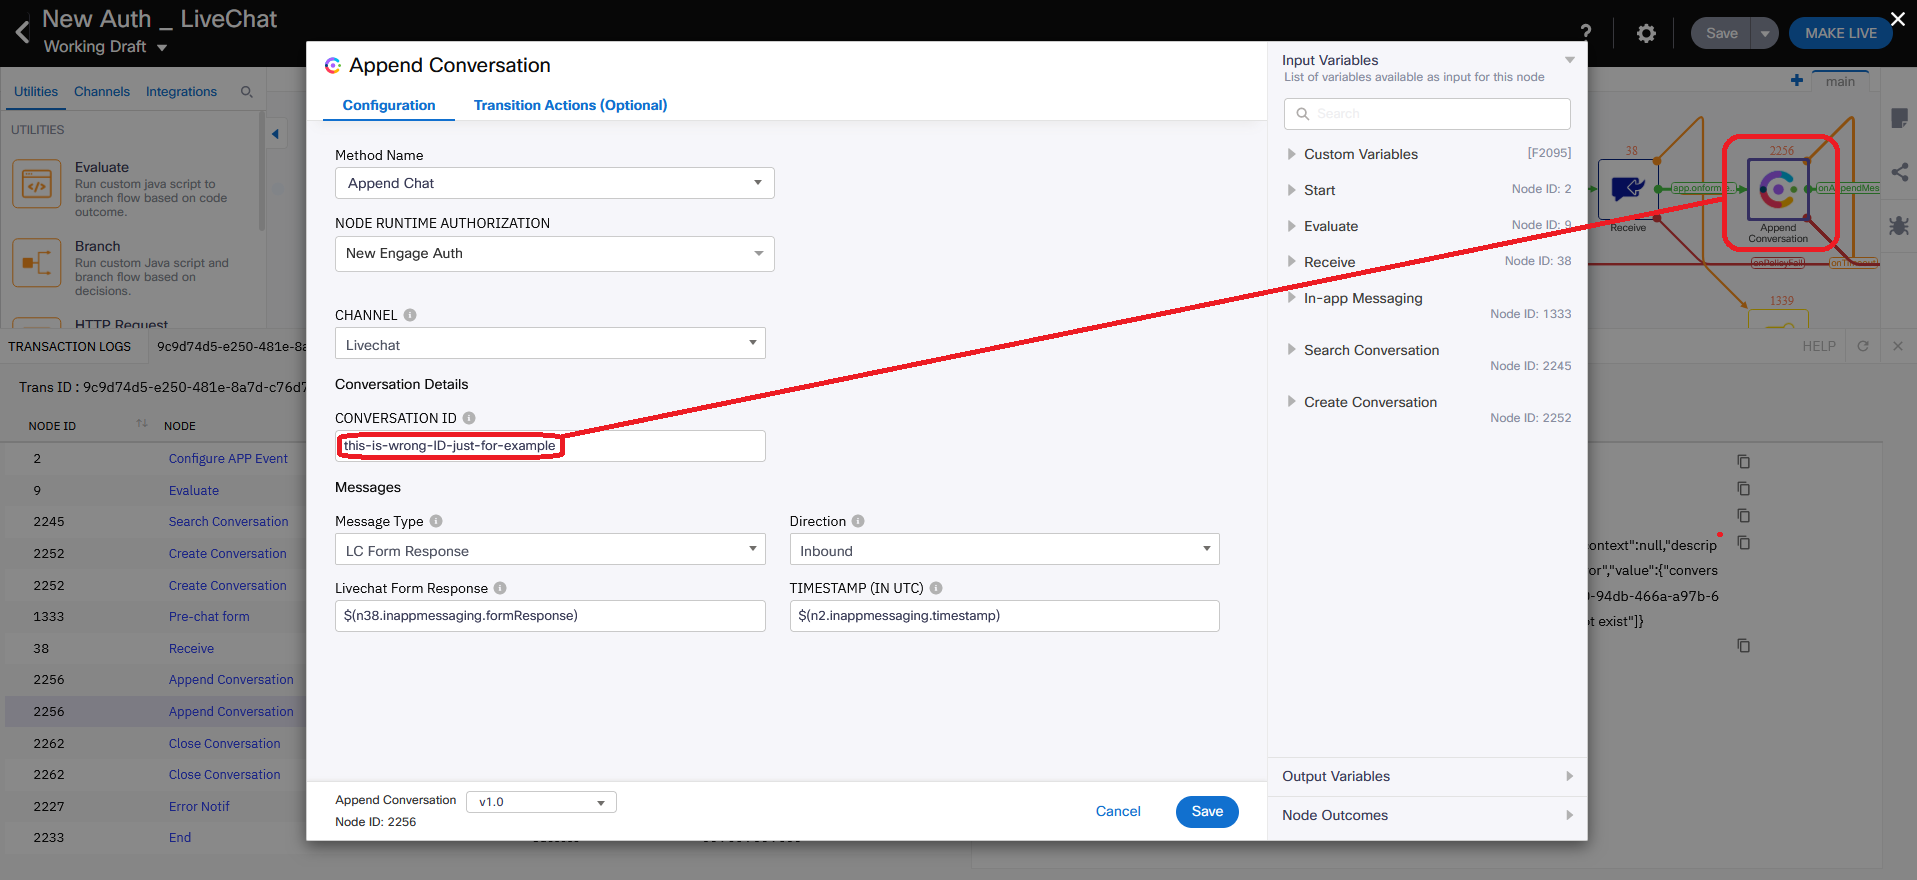 New Auth _ LiveChat
Working Draft
?
Save
MAKE LIVE
Utilities
Channels
Integrations
UTILITIES
Evaluate
Run custom java script to
branch flow based on code
outcome.
Branch
Run custom Java script and
branch flow based on
decisions.
HTTP Request
TRANSACTION LOGS
9c9d74d5-e250-481e-8a
Trans ID : 9c9d74d5-e250-481e-8a7d-c76d7
NODE ID
NODE
2
Configure APP Event
9
Evaluate
2245
Search Conversation
2252
Create Conversation
2252
Create Conversation
1333
Pre-chat form
38
Receive
2256
Append Conversation
2256
Append Conversation
2262
Close Conversation
2262
Close Conversation
2227
Error Notif
2233
End
Append Conversation
Configuration
Transition Actions (Optional)
Method Name
Append Chat
NODE RUNTIME AUTHORIZATION
New Engage Auth
CHANNEL
Livechat
Conversation Details
CONVERSATION ID
this-is-wrong-ID-just-for-example
Messages
Message Type
LC Form Response
Direction
Inbound
Livechat Form Response
$(n38.inappmessaging.formResponse)
TIMESTAMP (IN UTC)
$(n2.inappmessaging.timestamp)
Append Conversation
v1.0
Node ID: 2256
Cancel
Save
Input Variables
List of variables available as input for this node
Search
Custom Variables
[F2095]
Start
Node ID: 2
Evaluate
Node ID: 9
Receive
Node ID: 38
In-app Messaging
Node ID: 1333
Search Conversation
Node ID: 2245
Create Conversation
Node ID: 2252
Output Variables
Node Outcomes
main
38
Receive
app.onforme...
2256
Append
Conversation
onAppendMes
onPolicyFail
onTimeout
1339
HELP
ontext":null,"descrip
or","value":{"convers
-94db-466a-a97b-6
t exist"]}